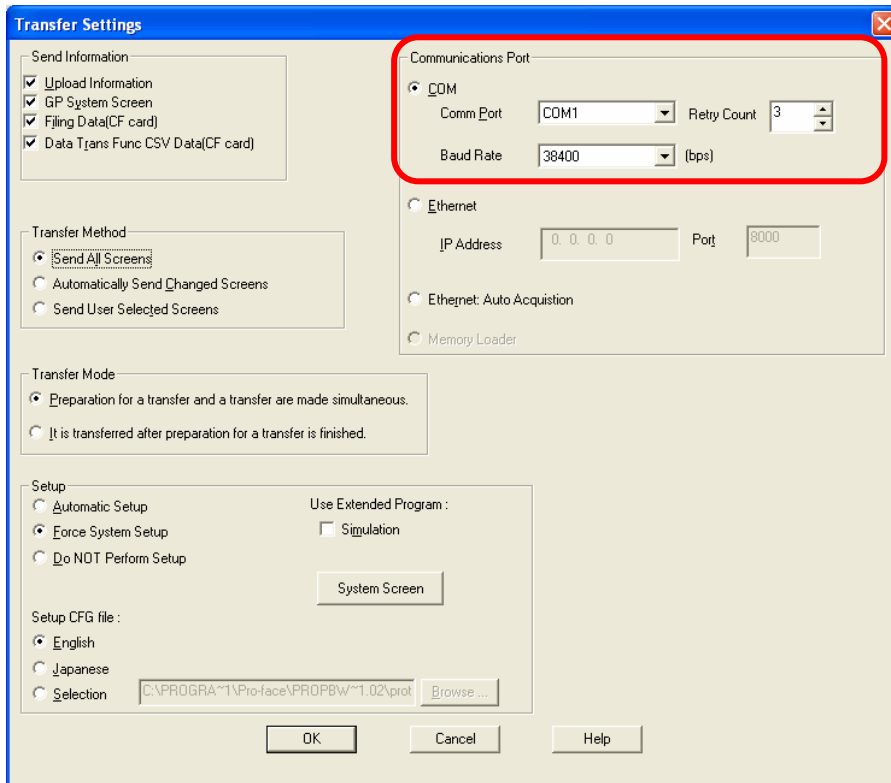 Transfer Settings
Send Information
Upload Information
GP System Screen
Filing Data(CF card)
Data Trans Func CSV Data(CF card)
Communications Port
COM
Comm Port COM1 Retry Count 3
Baud Rate 38400 (bps)
Ethernet
IP Address 0. 0. 0. 0 Port 8000
Ethernet: Auto Acquistion
Memory Loader
Transfer Method
Send All Screens
Automatically Send Changed Screens
Send User Selected Screens
Transfer Mode
Preparation for a transfer and a transfer are made simultaneous.
It is transferred after preparation for a transfer is finished.
Setup
Automatic Setup
Force System Setup
Do NOT Perform Setup
Use Extended Program :
Simulation
System Screen
Setup CFG file :
English
Japanese
Selection C:\PROGRA~1\Pro-face\PROPBW~1.02\prot Browse ...
OK Cancel Help